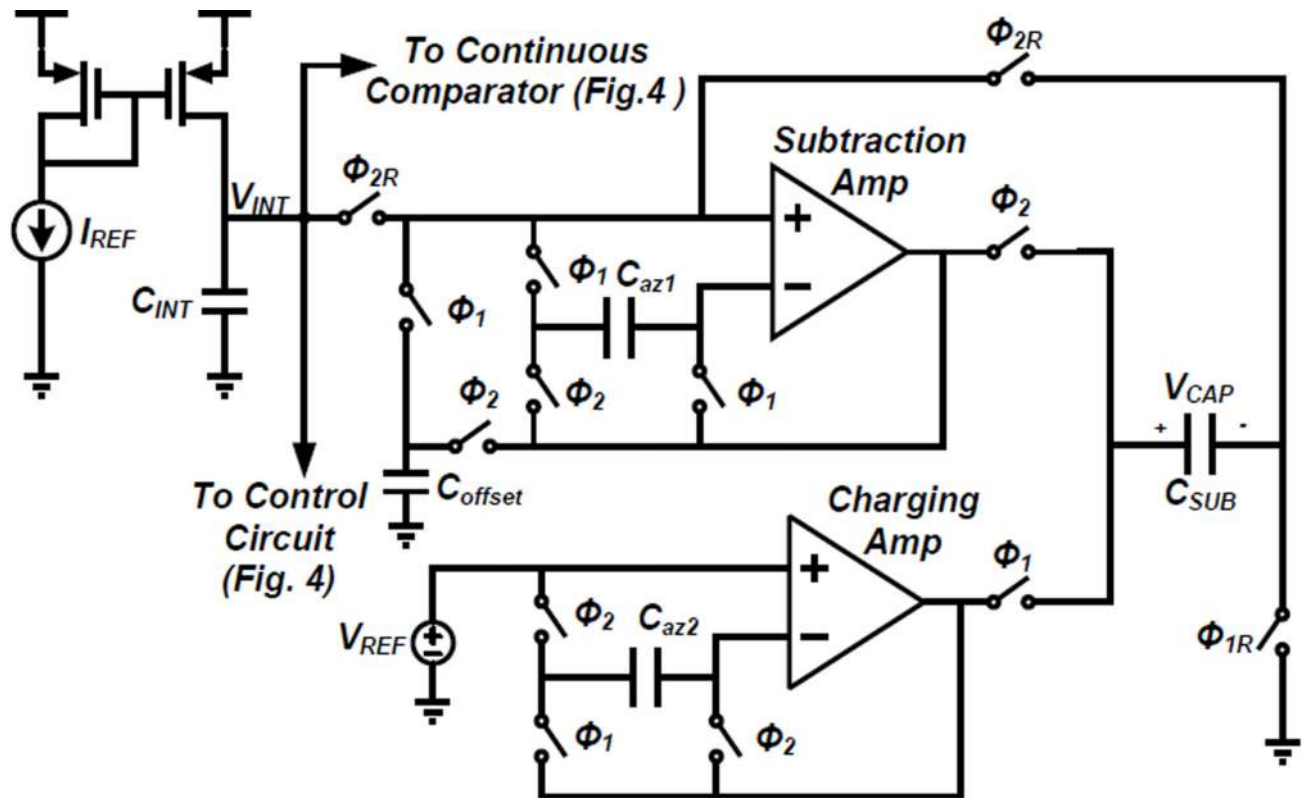 To Continuous
Comparator (Fig.4 )
Φ2R
Subtraction
Amp
Φ2R
VINT
IREF
Φ2
Φ1
Caz1
CINT
Φ1
+
−
Φ2
Φ2
Φ1
VCAP
+
-
CSUB
Coffset
To Control
Circuit
(Fig. 4)
Charging
Amp
Φ1
+
VREF
Φ2
Caz2
−
Φ1R
Φ1
Φ2